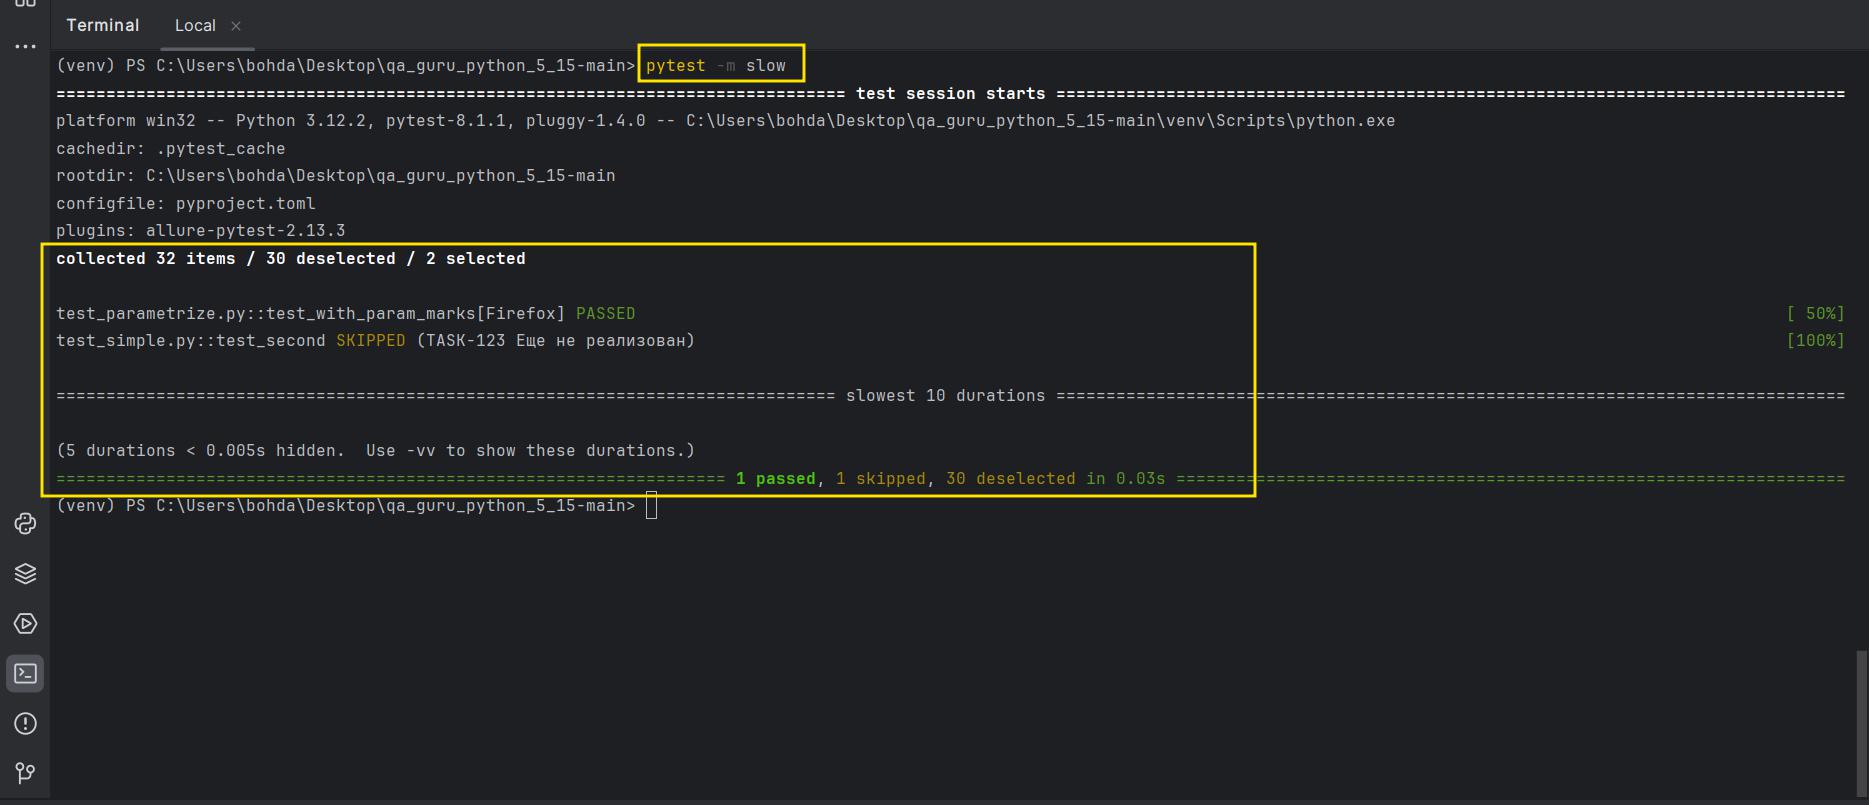 Terminal Local ×
(venv) PS C:\Users\bohda\Desktop\qa_guru_python_5_15-main> pytest -m slow
=============================================================================== test session starts ===============================================================================
platform win32 -- Python 3.12.2, pytest-8.1.1, pluggy-1.4.0 -- C:\Users\bohda\Desktop\qa_guru_python_5_15-main\venv\Scripts\python.exe
cachedir: .pytest_cache
rootdir: C:\Users\bohda\Desktop\qa_guru_python_5_15-main
configfile: pyproject.toml
plugins: allure-pytest-2.13.3
collected 32 items / 30 deselected / 2 selected
test_parametrize.py::test_with_param_marks[Firefox] PASSED [ 50%]
test_simple.py::test_second SKIPPED (TASK-123 Еще не реализован) [100%]
============================================================================== slowest 10 durations ===============================================================================
(5 durations < 0.005s hidden.  Use -vv to show these durations.)
=================================================================== 1 passed, 1 skipped, 30 deselected in 0.03s ===================================================================
(venv) PS C:\Users\bohda\Desktop\qa_guru_python_5_15-main>